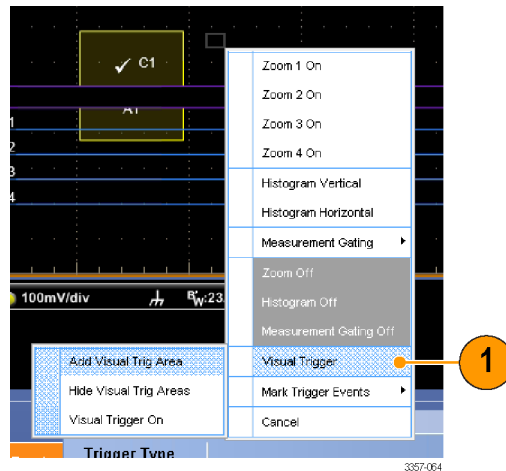 ✓ C1
A1
1
2
3
4
Zoom 1 On
Zoom 2 On
Zoom 3 On
Zoom 4 On
Histogram Vertical
Histogram Horizontal
Measurement Gating
Zoom Off
Histogram Off
Measurement Gating Off
Visual Trigger
Mark Trigger Events
Cancel
100mV/div
BW:23
Add Visual Trig Area
Hide Visual Trig Areas
Visual Trigger On
1
Trigger Type
3357-064